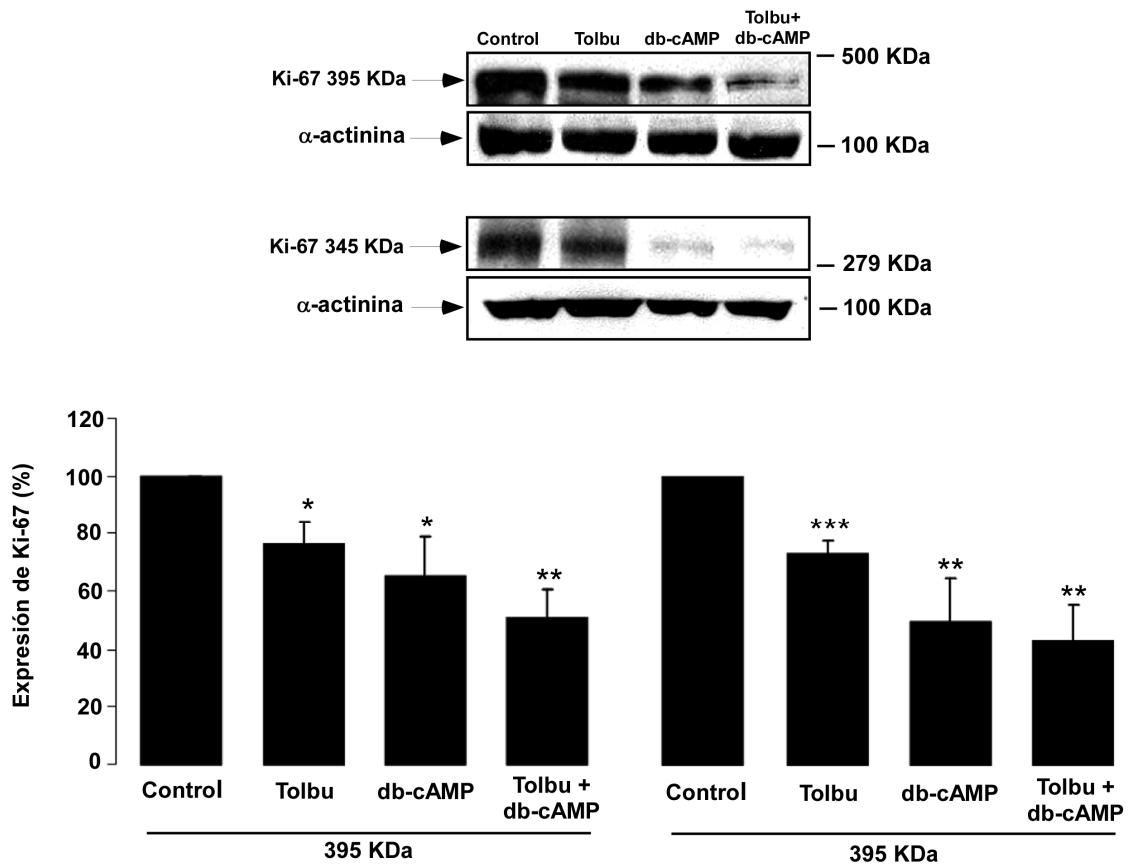 Control Tolbu db-cAMP Tolbu+
db-cAMP
500 KDa
Ki-67 395 KDa
α-actinina
100 KDa
Ki-67 345 KDa
279 KDa
α-actinina
100 KDa
Expresión de Ki-67 (%)
120
100
80
60
40
20
0
*
*
**
***
**
**
Control Tolbu db-cAMP Tolbu +
db-cAMP
395 KDa
Control Tolbu db-cAMP Tolbu +
db-cAMP
395 KDa